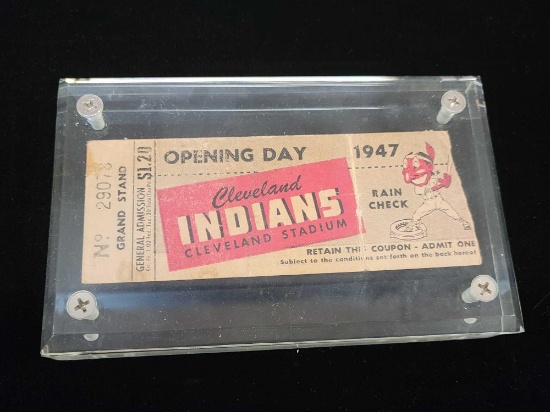 Nº 29078
GRAND STAND
GENERAL ADMISSION $1.20
OPENING DAY 1947
Cleveland
INDIANS
CLEVELAND STADIUM
RAIN
CHECK
RETAIN THIS COUPON - ADMIT ONE
Subject to the conditions set forth on the back hereof